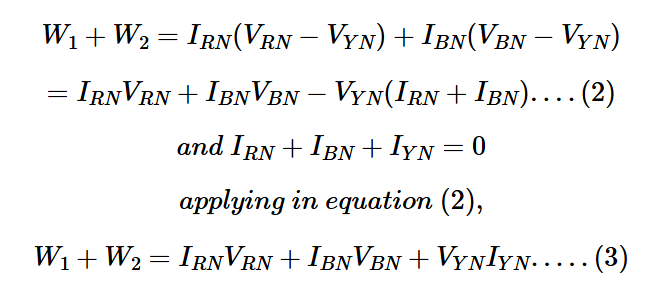 W₁ + W₂ = I_RN(V_RN − V_YN) + I_BN(V_BN − V_YN)
= I_RN V_RN + I_BN V_BN − V_YN(I_RN + I_BN). . . . (2)
and I_RN + I_BN + I_YN = 0
applying in equation (2),
W₁ + W₂ = I_RN V_RN + I_BN V_BN + V_YN I_YN. . . . . (3)